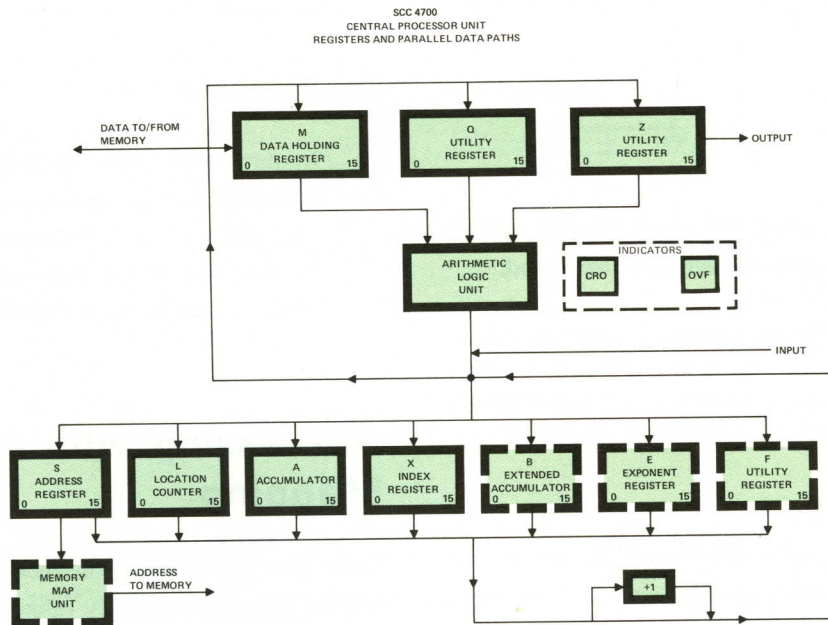 SCC 4700
CENTRAL PROCESSOR UNIT
REGISTERS AND PARALLEL DATA PATHS
DATA TO/FROM
MEMORY
M
DATA HOLDING
REGISTER
0 15
Q
UTILITY
REGISTER
0 15
Z
UTILITY
REGISTER
0 15
OUTPUT
ARITHMETIC
LOGIC
UNIT
INDICATORS
CRO OVF
INPUT
S
ADDRESS
REGISTER
0 15
L
LOCATION
COUNTER
0 15
A
ACCUMULATOR
0 15
X
INDEX
REGISTER
0 15
B
EXTENDED
ACCUMULATOR
0 15
E
EXPONENT
REGISTER
0 15
F
UTILITY
REGISTER
0 15
MEMORY
MAP
UNIT
ADDRESS
TO MEMORY
+1